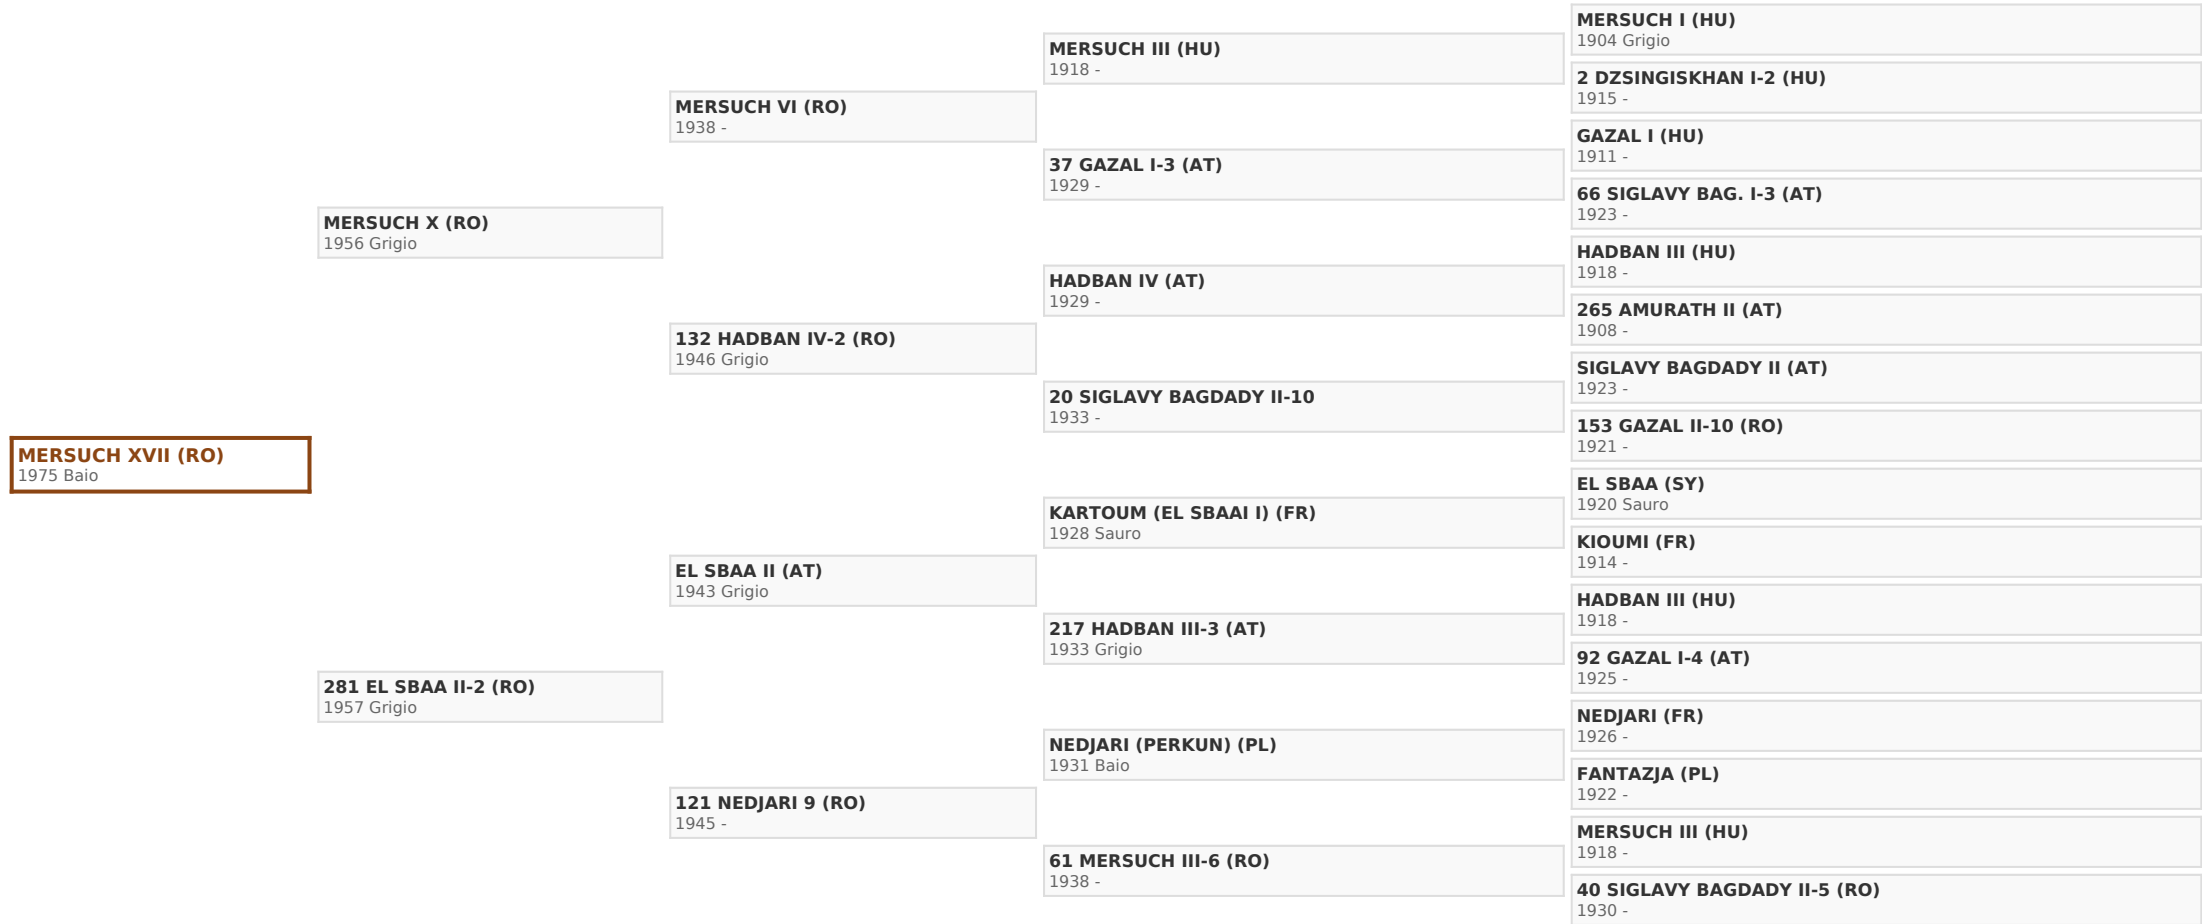 MERSUCH XVII (RO)
1975 Baio
MERSUCH X (RO)
1956 Grigio
281 EL SBAA II-2 (RO)
1957 Grigio
MERSUCH VI (RO)
1938 -
132 HADBAN IV-2 (RO)
1946 Grigio
EL SBAA II (AT)
1943 Grigio
121 NEDJARI 9 (RO)
1945 -
MERSUCH III (HU)
1918 -
37 GAZAL I-3 (AT)
1929 -
HADBAN IV (AT)
1929 -
20 SIGLAVY BAGDADY II-10
1933 -
KARTOUM (EL SBAAI I) (FR)
1928 Sauro
217 HADBAN III-3 (AT)
1933 Grigio
NEDJARI (PERKUN) (PL)
1931 Baio
61 MERSUCH III-6 (RO)
1938 -
MERSUCH I (HU)
1904 Grigio
2 DZSINGISKHAN I-2 (HU)
1915 -
GAZAL I (HU)
1911 -
66 SIGLAVY BAG. I-3 (AT)
1923 -
HADBAN III (HU)
1918 -
265 AMURATH II (AT)
1908 -
SIGLAVY BAGDADY II (AT)
1923 -
153 GAZAL II-10 (RO)
1921 -
EL SBAA (SY)
1920 Sauro
KIOUMI (FR)
1914 -
HADBAN III (HU)
1918 -
92 GAZAL I-4 (AT)
1925 -
NEDJARI (FR)
1926 -
FANTAZJA (PL)
1922 -
MERSUCH III (HU)
1918 -
40 SIGLAVY BAGDADY II-5 (RO)
1930 -